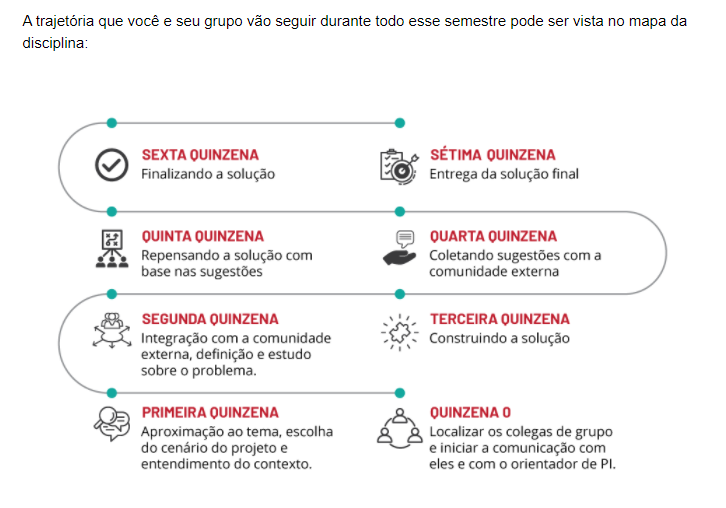 A trajetória que você e seu grupo vão seguir durante todo esse semestre pode ser vista no mapa da
disciplina:
SEXTA QUINZENA
Finalizando a solução
SÉTIMA QUINZENA
Entrega da solução final
QUINTA QUINZENA
Repensando a solução com
base nas sugestões
QUARTA QUINZENA
Coletando sugestões com a
comunidade externa
SEGUNDA QUINZENA
Integração com a comunidade
externa, definição e estudo
sobre o problema.
TERCEIRA QUINZENA
Construindo a solução
PRIMEIRA QUINZENA
Aproximação ao tema, escolha
do cenário do projeto e
entendimento do contexto.
QUINZENA 0
Localizar os colegas de grupo
e iniciar a comunicação com
eles e com o orientador de PI.